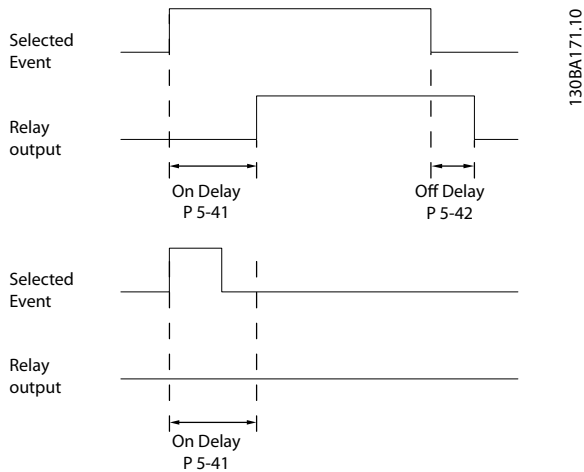 130BA171.10
Selected
Event
Relay
output
On Delay
P 5-41
Off Delay
P 5-42
Selected
Event
Relay
output
On Delay
P 5-41